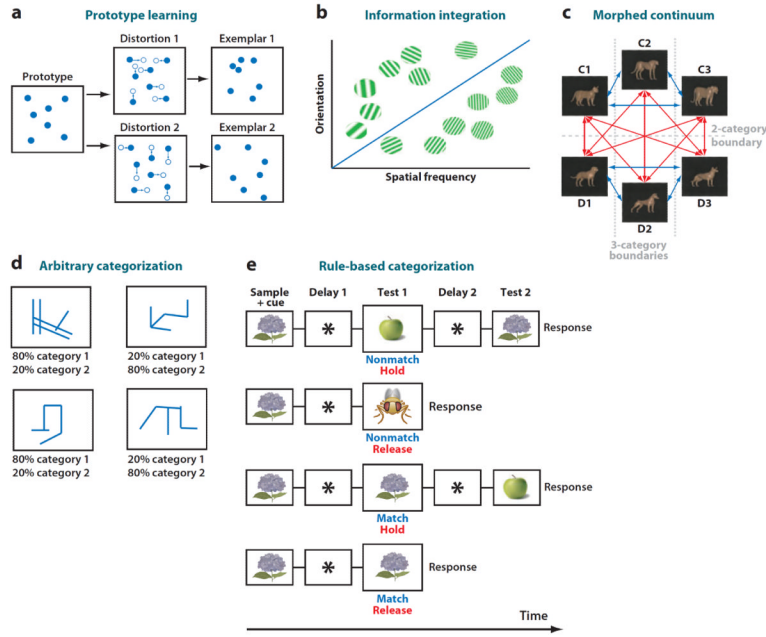 a
Prototype learning
Prototype
Distortion 1
Exemplar 1
Distortion 2
Exemplar 2
b
Information integration
Orientation
Spatial frequency
c
Morphed continuum
C1
C2
C3
2-category
boundary
D1
D2
D3
3-category
boundaries
d
Arbitrary categorization
80% category 1
20% category 2
20% category 1
80% category 2
80% category 1
20% category 2
20% category 1
80% category 2
e
Rule-based categorization
Sample
+ cue
Delay 1
Test 1
Delay 2
Test 2
*
*
Response
Nonmatch
Hold
*
Response
Nonmatch
Release
*
*
Response
Match
Hold
*
Response
Match
Release
Time